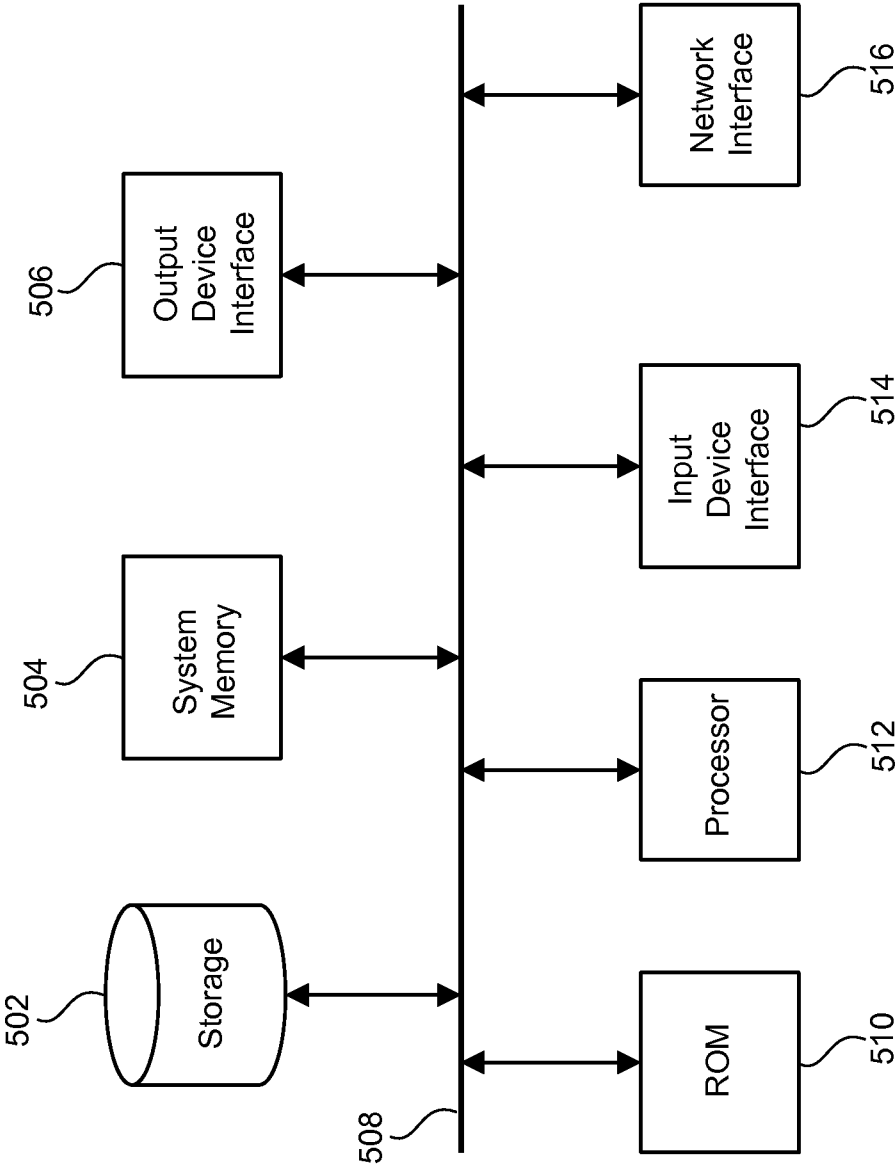 502
504
506
Storage
System
Memory
Output
Device
Interface
508
ROM
Processor
Input
Device
Interface
Network
Interface
510
512
514
516